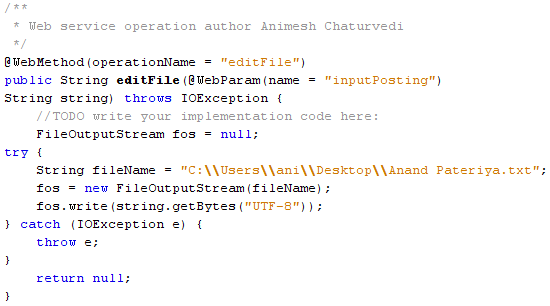 /**
 * Web service operation author Animesh Chaturvedi
 */
@WebMethod(operationName = "editFile")
public String editFile(@WebParam(name = "inputPosting")
String string) throws IOException {
    //TODO write your implementation code here:
    FileOutputStream fos = null;
try {
    String fileName = "C:\\Users\\ani\\Desktop\\Anand Pateriya.txt";
    fos = new FileOutputStream(fileName);
    fos.write(string.getBytes("UTF-8"));
} catch (IOException e) {
    throw e;
}
    return null;
}